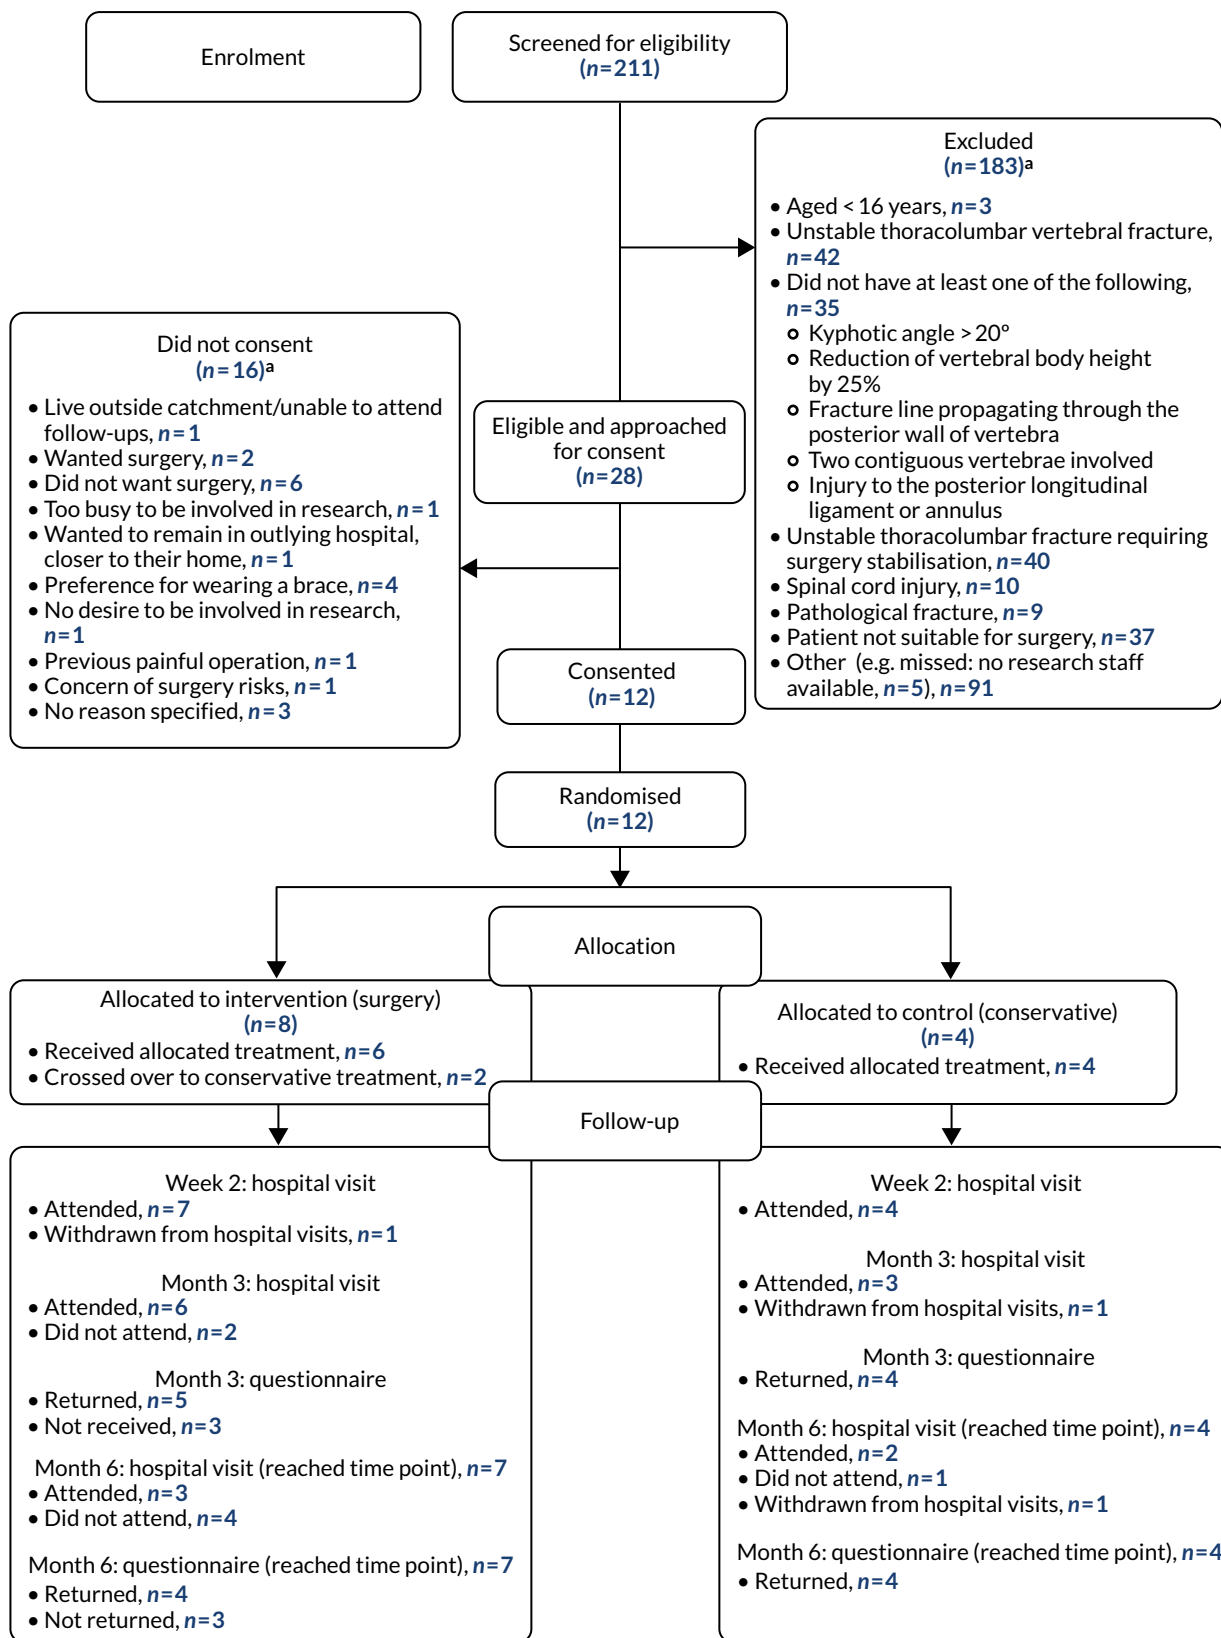 Enrolment
Screened for eligibility
(n=211)
Excluded
(n=183)a
• Aged < 16 years, n=3
• Unstable thoracolumbar vertebral fracture,
n=42
• Did not have at least one of the following,
n=35
Kyphotic angle > 20º
Reduction of vertebral body height
by 25%
Fracture line propagating through the
posterior wall of vertebra
Two contiguous vertebrae involved
Injury to the posterior longitudinal
ligament or annulus
• Unstable thoracolumbar fracture requiring
surgery stabilisation, n=40
• Spinal cord injury, n=10
• Pathological fracture, n=9
• Patient not suitable for surgery, n=37
• Other (e.g. missed: no research staff
available, n=5), n=91
Eligible and approached
for consent
(n=28)
Did not consent
(n=16)a
• Live outside catchment/unable to attend
follow-ups, n=1
• Wanted surgery, n=2
• Did not want surgery, n=6
• Too busy to be involved in research, n=1
• Wanted to remain in outlying hospital,
closer to their home, n=1
• Preference for wearing a brace, n=4
• No desire to be involved in research,
n=1
• Previous painful operation, n=1
• Concern of surgery risks, n=1
• No reason specified, n=3
Consented
(n=12)
Randomised
(n=12)
Allocation
Allocated to intervention (surgery)
(n=8)
• Received allocated treatment, n=6
• Crossed over to conservative treatment, n=2
Allocated to control (conservative)
(n=4)
• Received allocated treatment, n=4
Follow-up
Week 2: hospital visit
• Attended, n=7
• Withdrawn from hospital visits, n=1
Month 3: hospital visit
• Attended, n=6
• Did not attend, n=2
Month 3: questionnaire
• Returned, n=5
• Not received, n=3
Month 6: hospital visit (reached time point), n=7
• Attended, n=3
• Did not attend, n=4
Month 6: questionnaire (reached time point), n=7
• Returned, n=4
• Not returned, n=3
Week 2: hospital visit
• Attended, n=4
Month 3: hospital visit
• Attended, n=3
• Withdrawn from hospital visits, n=1
Month 3: questionnaire
• Returned, n=4
Month 6: hospital visit (reached time point), n=4
• Attended, n=2
• Did not attend, n=1
• Withdrawn from hospital visits, n=1
Month 6: questionnaire (reached time point), n=4
• Returned, n=4